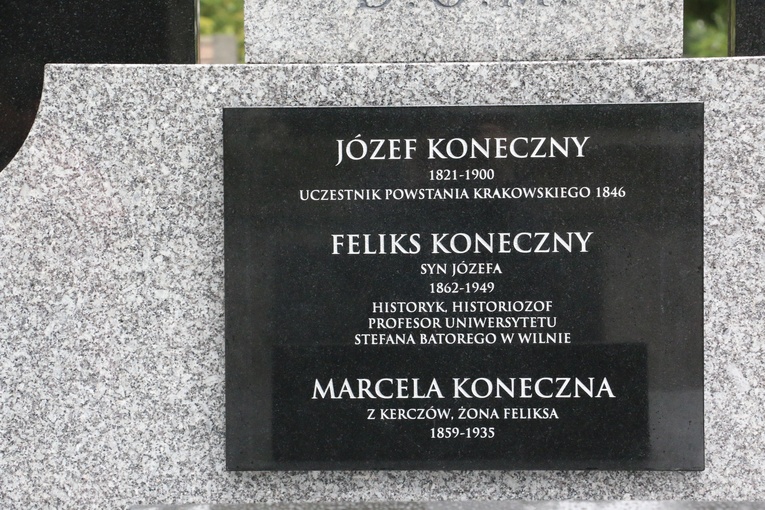 D.O.M.
JÓZEF KONECZNY
1821-1900
UCZESTNIK POWSTANIA KRAKOWSKIEGO 1846
FELIKS KONECZNY
SYN JÓZEFA
1862-1949
HISTORYK, HISTORIOZOF
PROFESOR UNIWERSYTETU
STEFANA BATOREGO W WILNIE
MARCELA KONECZNA
Z KERCZÓW, ŻONA FELIKSA
1859-1935